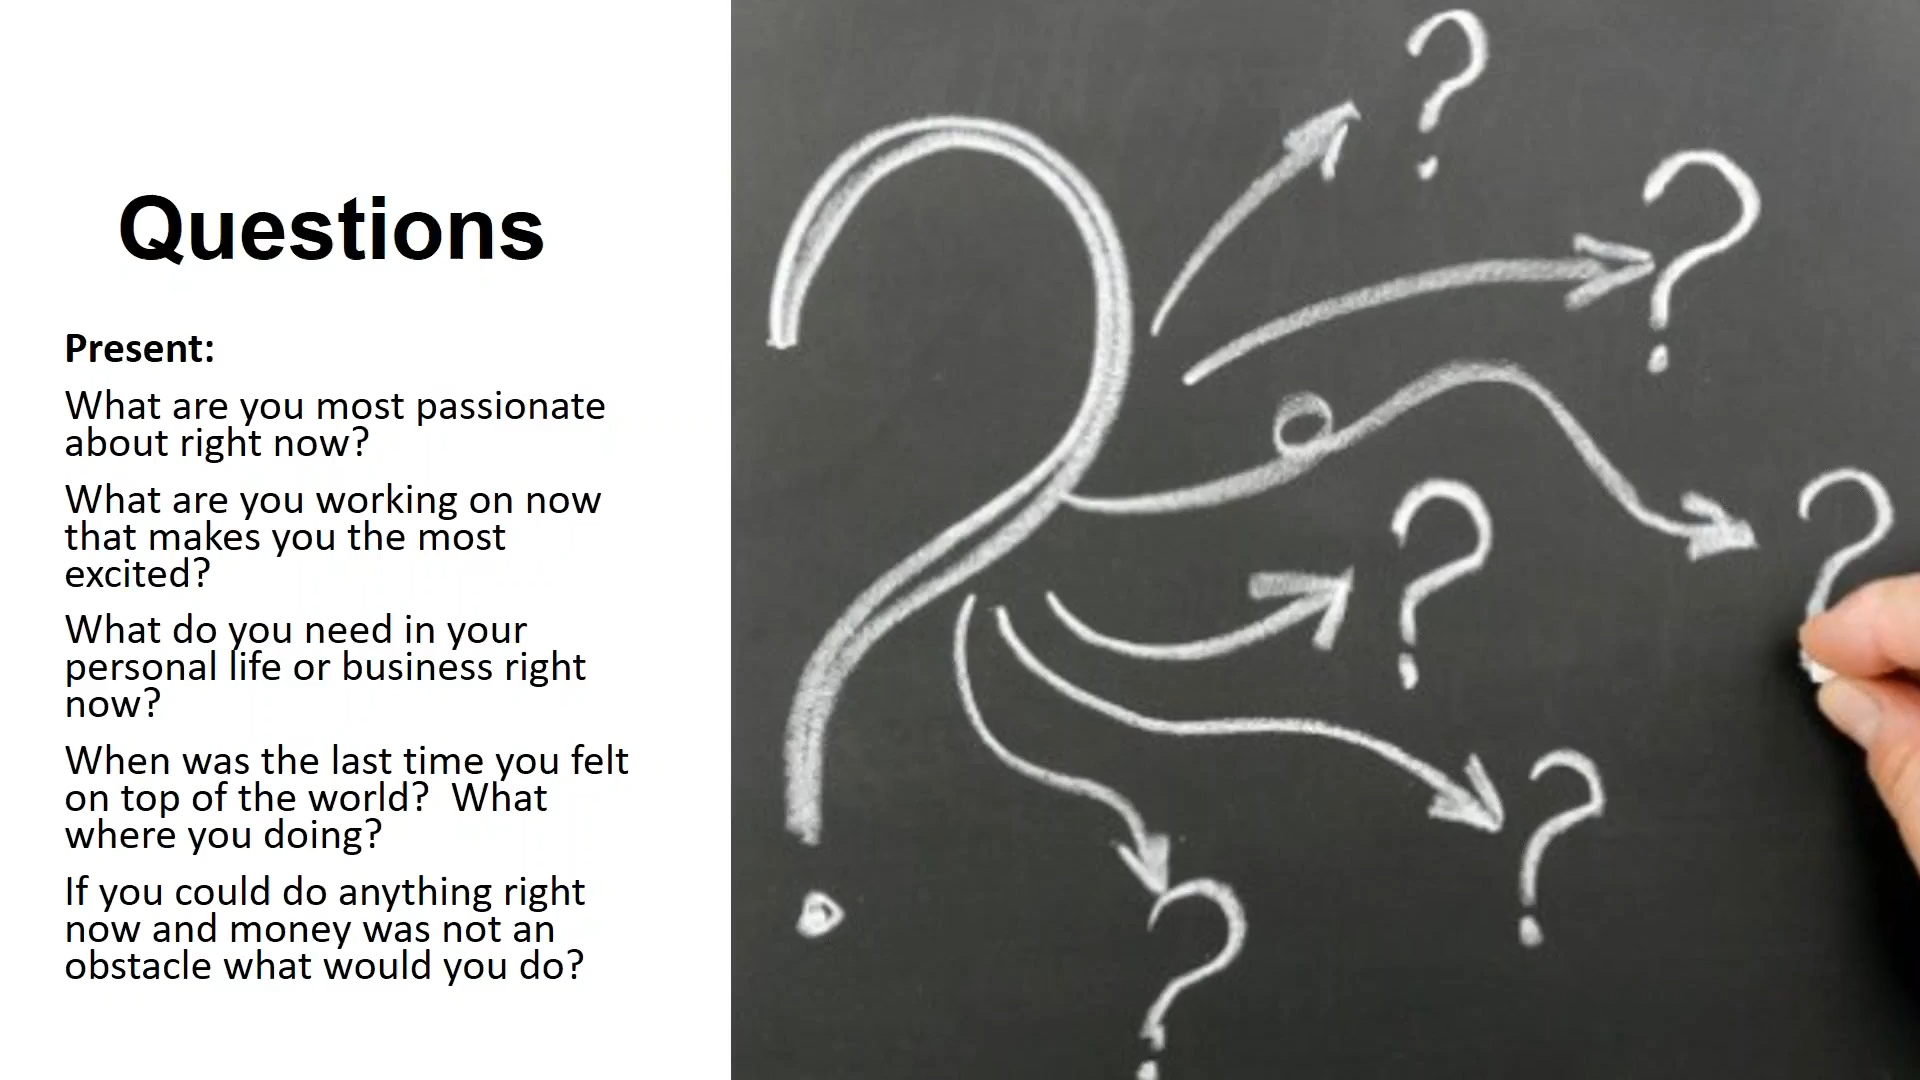 Questions
Present:
What are you most passionate
about right now?
What are you working on now
that makes you the most
excited?
What do you need in your
personal life or business right
now?
When was the last time you felt
on top of the world?  What
where you doing?
If you could do anything right
now and money was not an
obstacle what would you do?
?
?
?
?
?
?
?